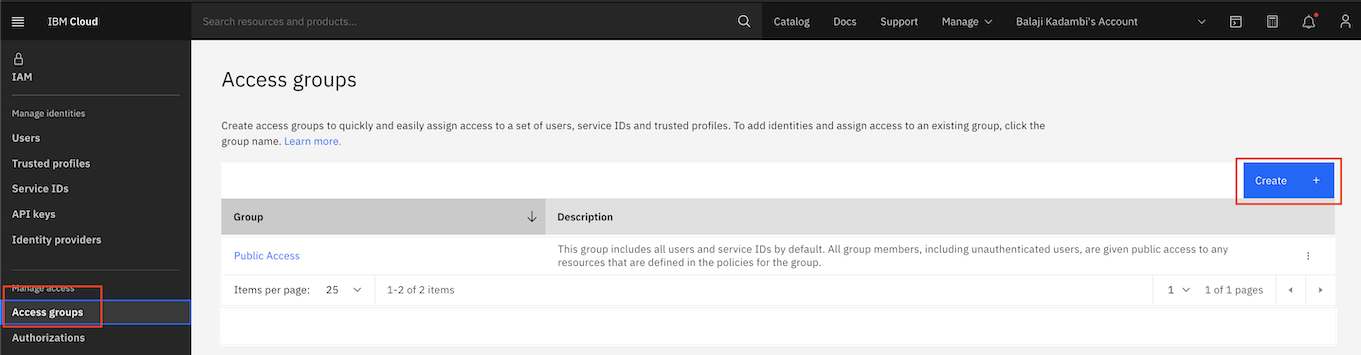 IBM Cloud
Search resources and products...
Catalog
Docs
Support
Manage
Balaji Kadambi's Account
IAM
Manage identities
Users
Trusted profiles
Service IDs
API keys
Identity providers
Manage access
Access groups
Authorizations
Access groups
Create access groups to quickly and easily assign access to a set of users, service IDs and trusted profiles. To add identities and assign access to an existing group, click the
group name. Learn more.
Create +
Group
Description
Public Access
This group includes all users and service IDs by default. All group members, including unauthenticated users, are given public access to any
resources that are defined in the policies for the group.
Items per page: 25
1-2 of 2 items
1
1 of 1 pages